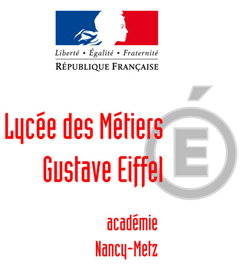 Liberté • Égalité • Fraternité
RÉPUBLIQUE FRANÇAISE
Lycée des Métiers
Gustave Eiffel
É
académie
Nancy-Metz